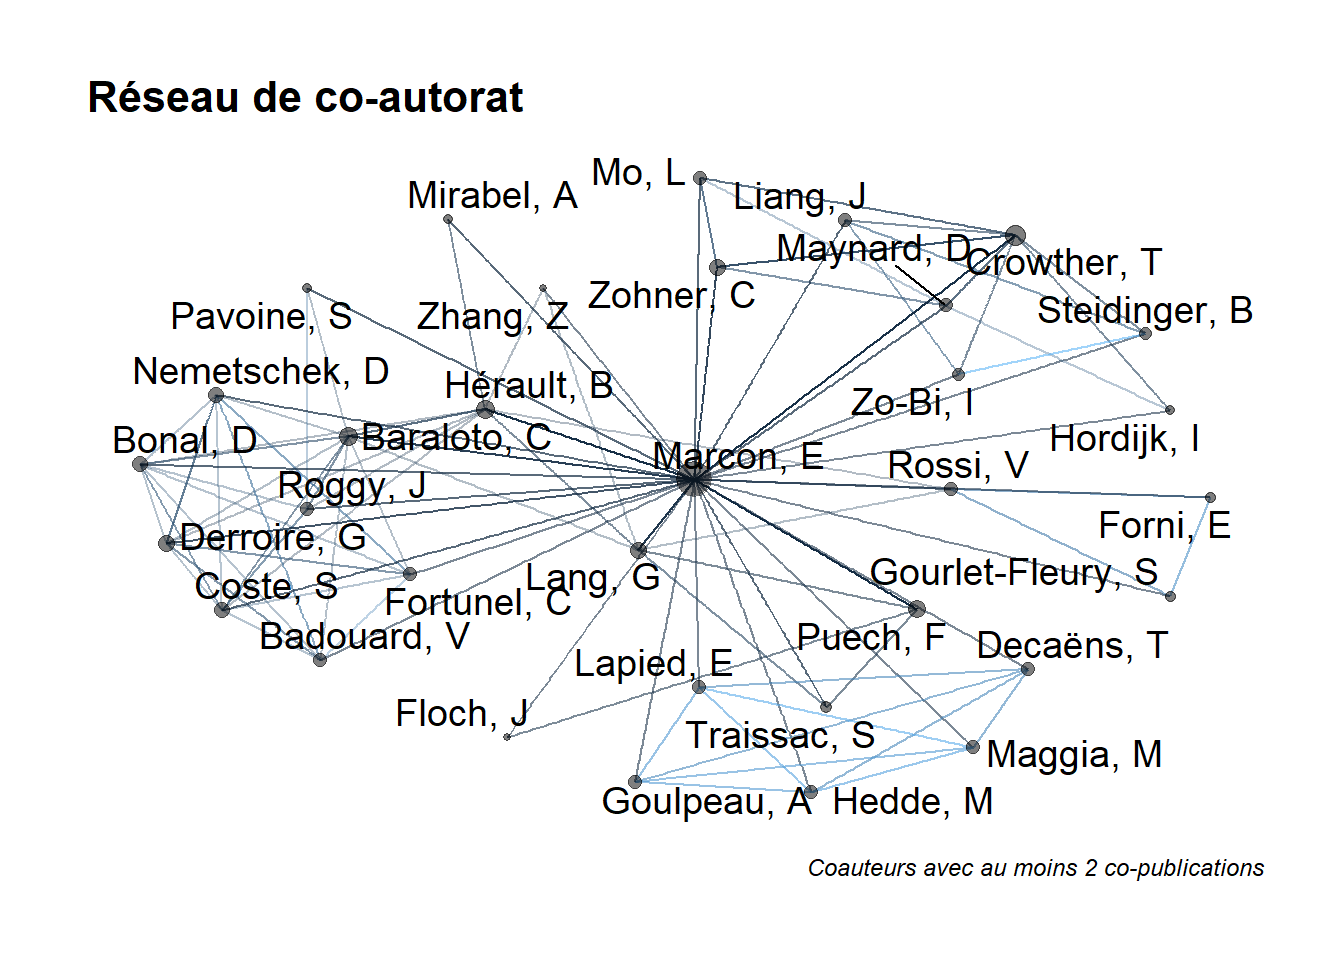 Réseau de co-autorat
Mo, L
Mirabel, A
Liang, J
Maynard, D
Crowther, T
Zohner, C
Steidinger, B
Pavoine, S
Zhang, Z
Nemetschek, D
Hérault, B
Zo-Bi, I
Bonal, D
Baraloto, C
Hordijk, I
Marcon, E
Rossi, V
Roggy, J
Forni, E
Derroire, G
Gourlet-Fleury, S
Lang, G
Coste, S
Fortunel, C
Badouard, V
Puech, F
Decaëns, T
Lapied, E
Floch, J
Traissac, S
Maggia, M
Goulpeau, A
Hedde, M
Coauteurs avec au moins 2 co-publications